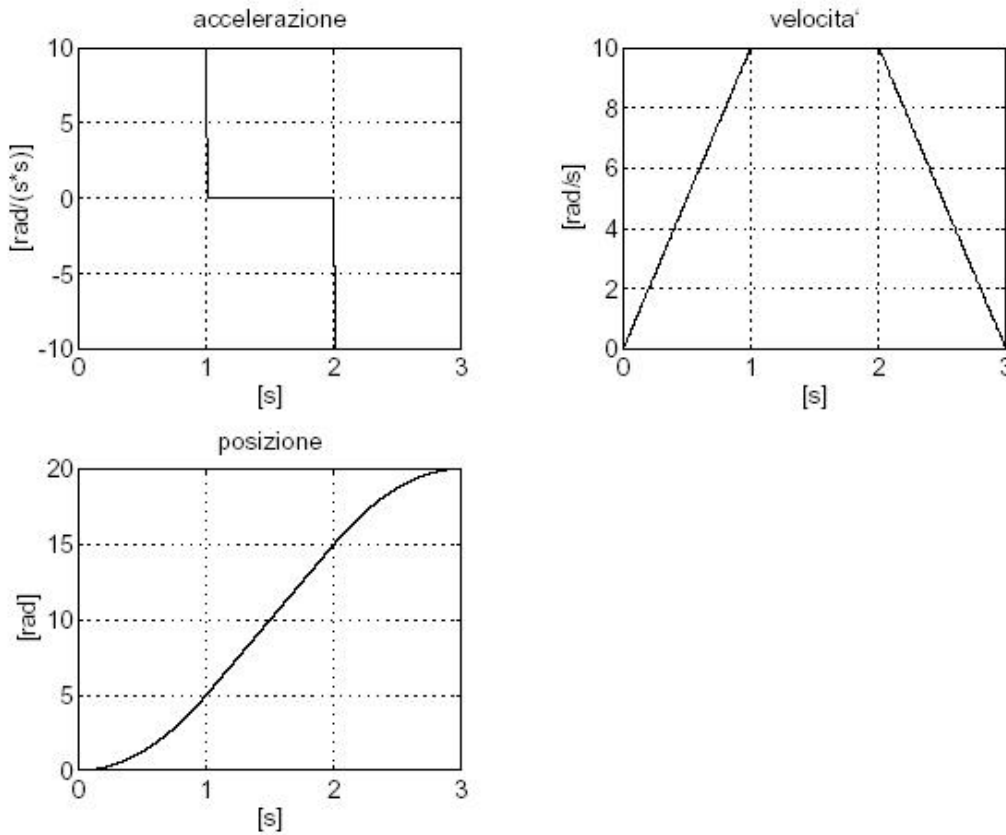 accelerazione
10
5
0
-5
-10
[rad/(s*s)]
0 1 2 3
[s]
velocita‘
10
8
6
4
2
0
[rad/s]
0 1 2 3
[s]
posizione
20
15
10
5
0
[rad]
0 1 2 3
[s]